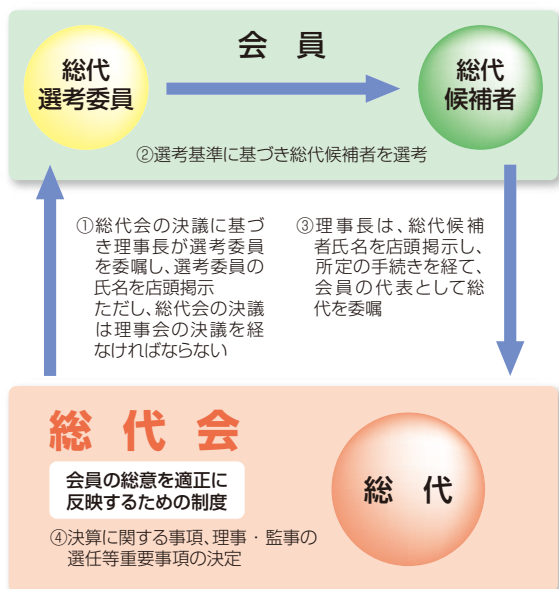 会　員
総代
選考委員
総代
候補者
②選考基準に基づき総代候補者を選考
①総代会の決議に基づ
き理事長が選考委員
を委嘱し、選考委員の
氏名を店頭掲示
ただし、総代会の決議
は理事会の決議を経
なければならない
③理事長は、総代候補
者氏名を店頭掲示し、
所定の手続きを経て、
会員の代表として総
代を委嘱
総 代 会
会員の総意を適正に
反映するための制度
④決算に関する事項、理事・監事の
選任等重要事項の決定
総　代